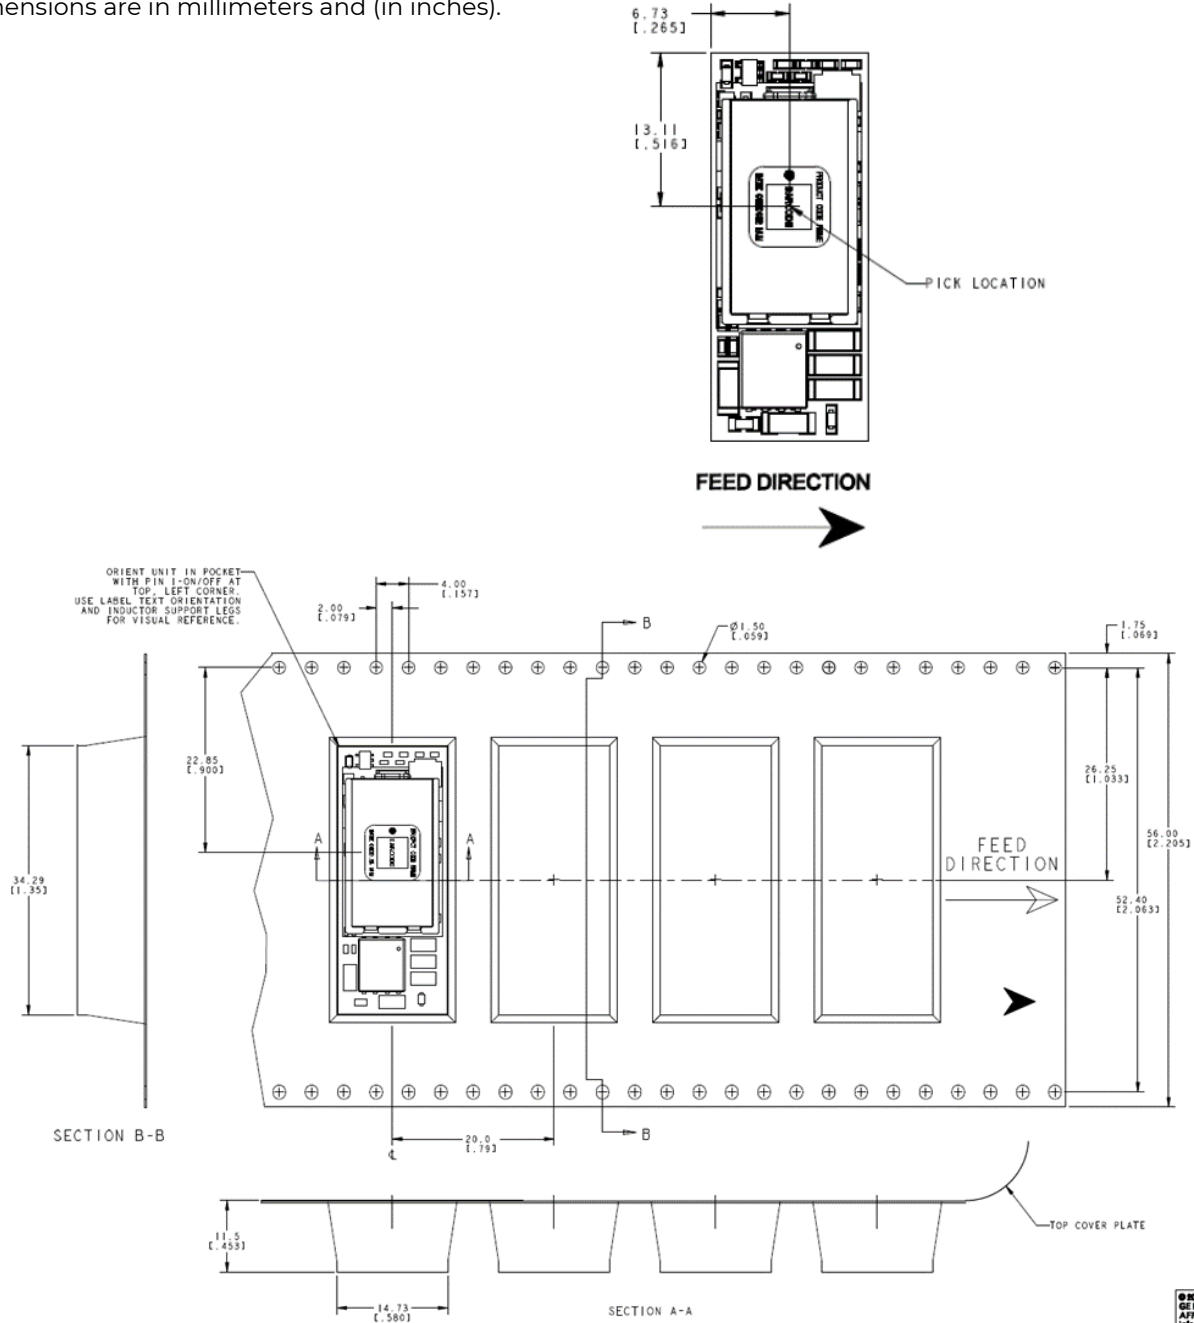 ensions are in millimeters and (in inches).
6.73
[.265]
13.11
[.516]
PRODUCT CODE
BARCODE
PICK LOCATION
FEED DIRECTION
ORIENT UNIT IN POCKET
WITH PIN 1-ON/OFF AT
TOP, LEFT CORNER.
USE LABEL TEXT ORIENTATION
AND INDUCTOR SUPPORT LEGS
FOR VISUAL REFERENCE.
4.00
[.157]
2.00
[.079]
B
Ø1.50
[.059]
1.75
[.069]
22.85
[.900]
26.25
[1.033]
A
A
56.00
[2.205]
FEED
DIRECTION
34.29
[1.35]
52.40
[2.063]
SECTION B-B
20.0
[.79]
B
11.5
[.453]
TOP COVER PLATE
14.73
[.580]
SECTION A-A